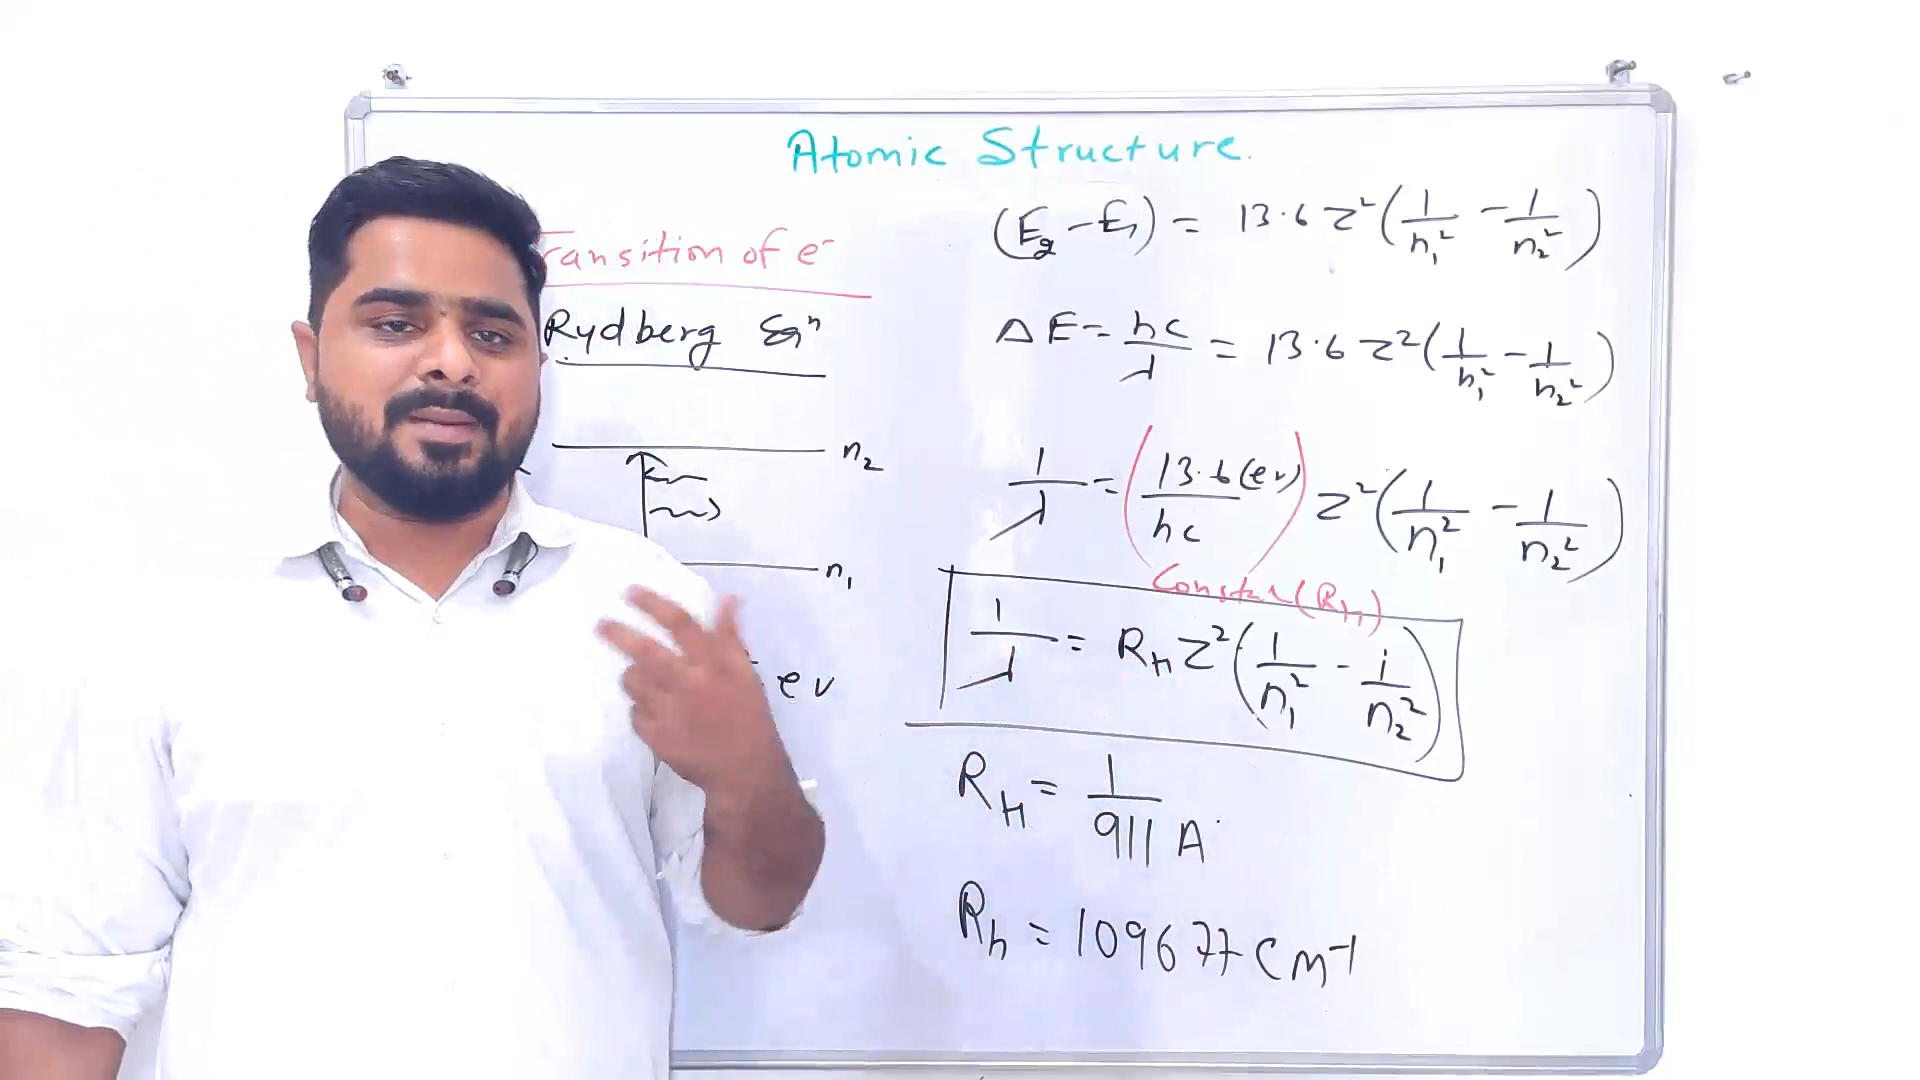 Atomic Structure.
ransition of e⁻
Rydberg Eqⁿ
n₂
n₁
ev
(E₂ - E₁) = 13.6 Z² (1/n₁² - 1/n₂²)
ΔE = hc/λ = 13.6 Z² (1/n₁² - 1/n₂²)
1/λ = (13.6 (ev)/hc) Z² (1/n₁² - 1/n₂²)
(R_H)
1/λ = R_H Z² (1/n₁² - 1/n₂²)
R_H = 1/911 A°
R_h = 109677 cm⁻¹